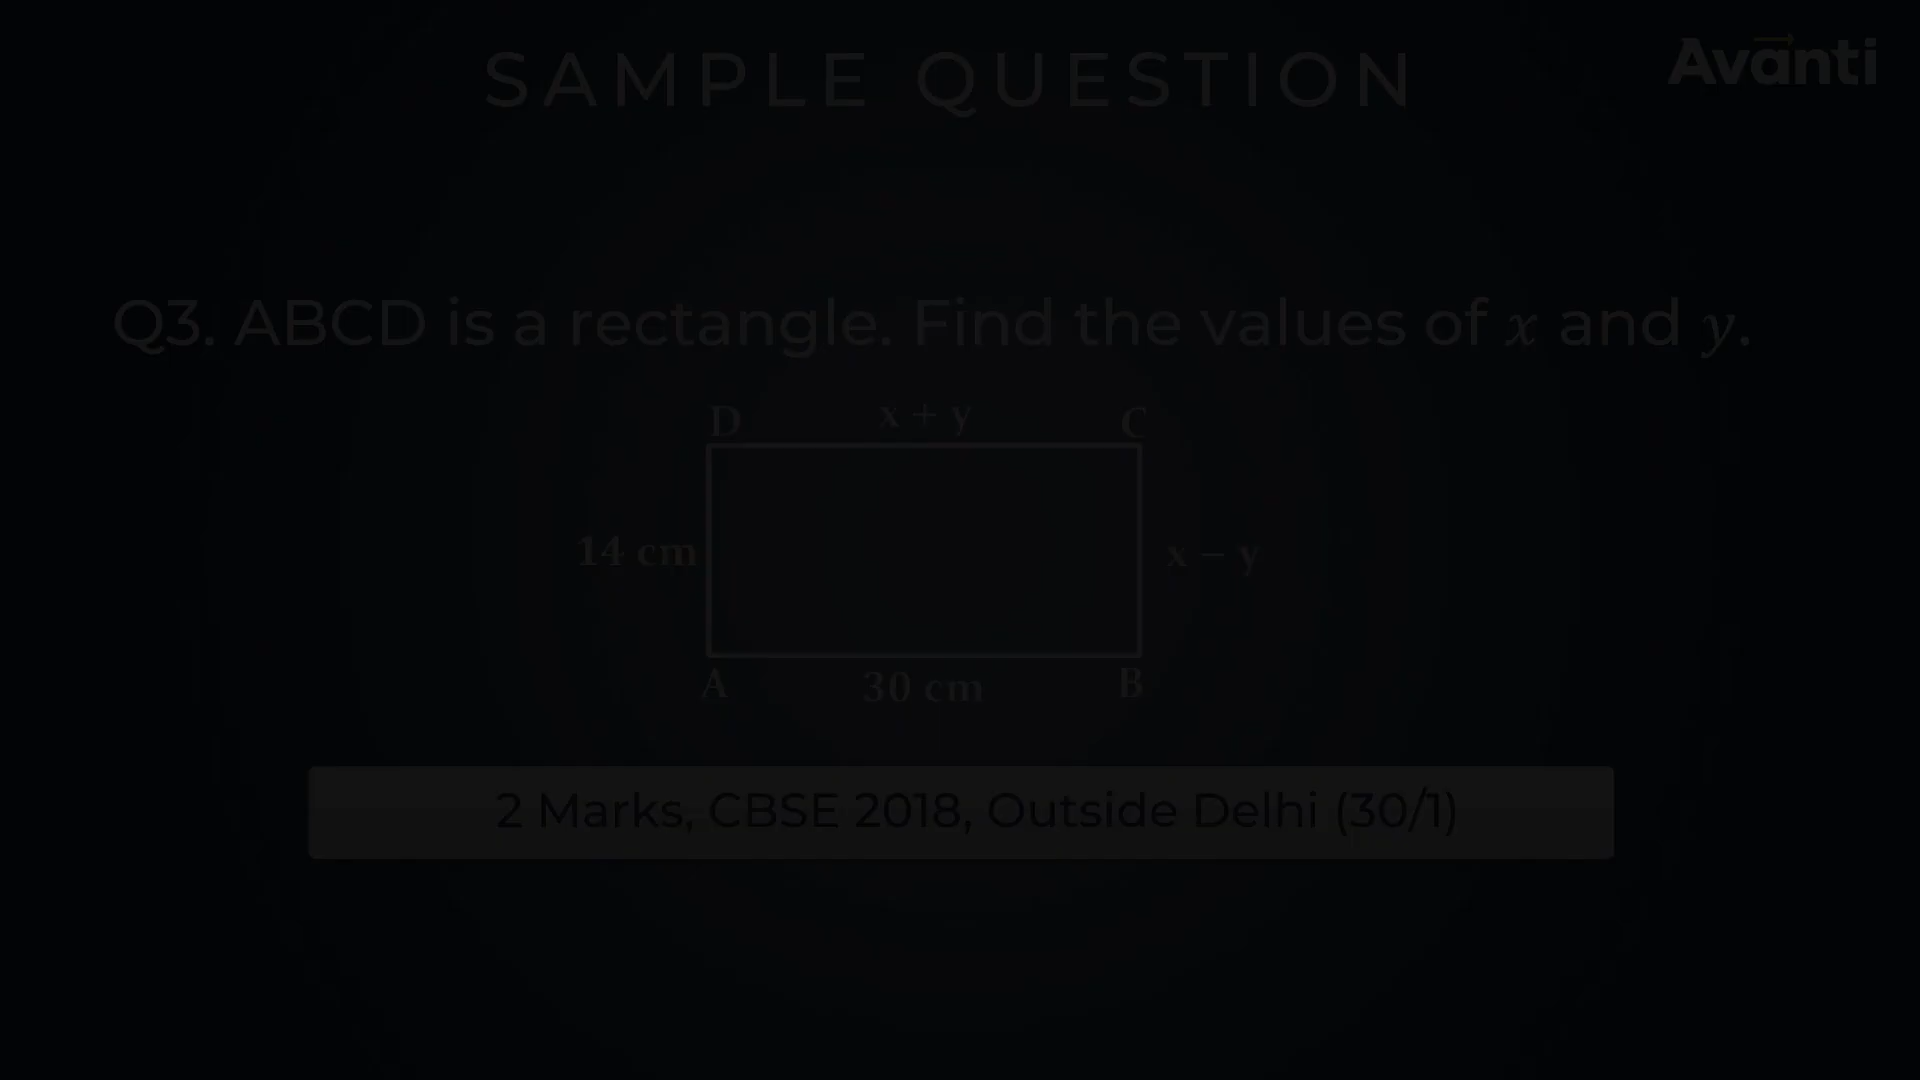 SAMPLE QUESTION
Avanti
Q3. ABCD is a rectangle. Find the values of x and y.
D x + y C
14 cm x – y
A 30 cm B
2 Marks, CBSE 2018, Outside Delhi (30/1)